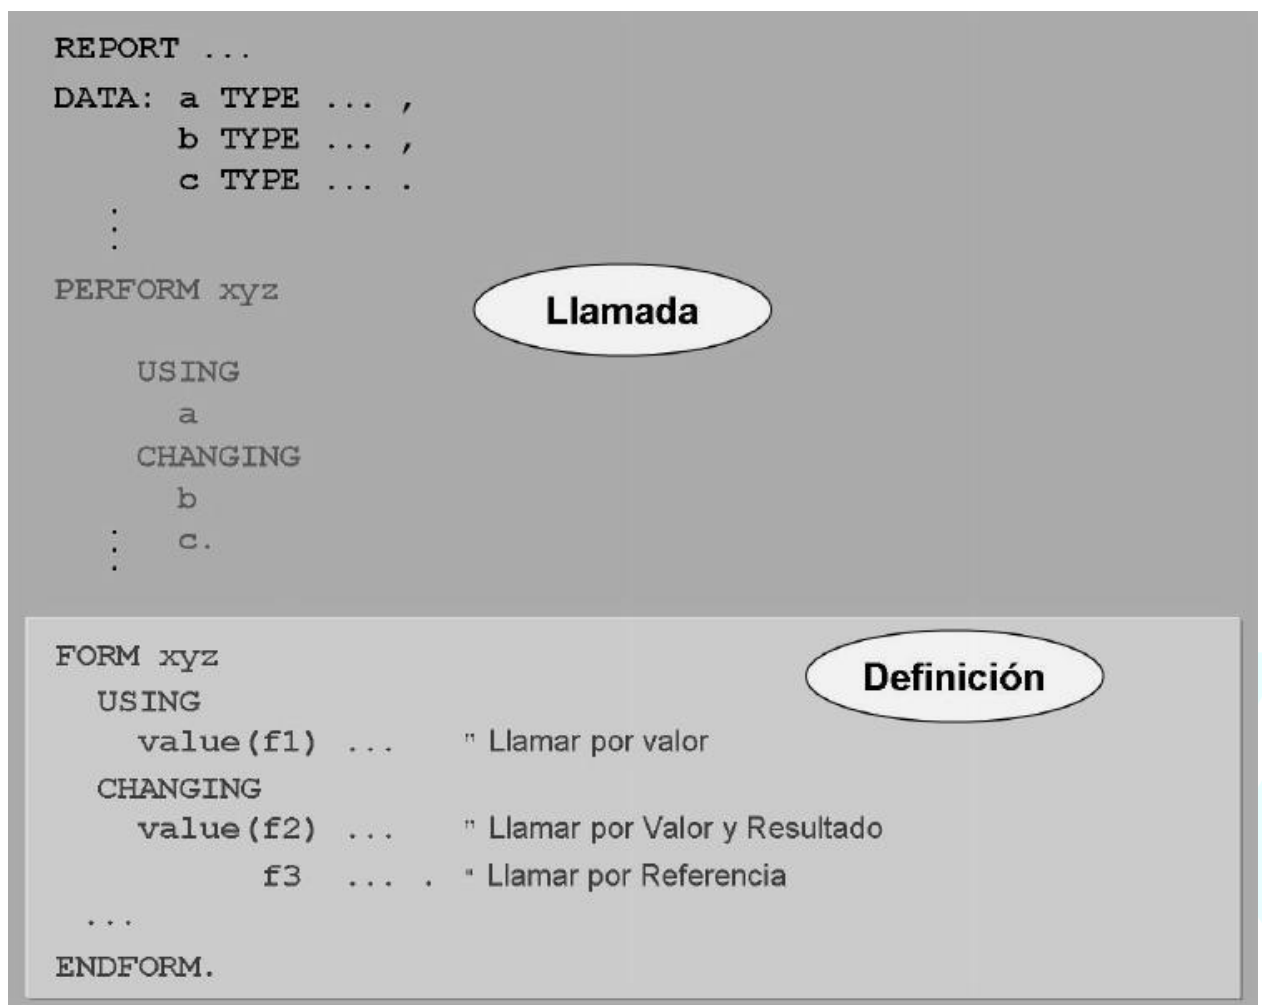 REPORT ...
DATA: a TYPE ... ,
b TYPE ... ,
c TYPE ... .
PERFORM xyz
Llamada
USING
a
CHANGING
b
c.
FORM xyz
Definición
USING
value(f1) ... " Llamar por valor
CHANGING
value(f2) ... " Llamar por Valor y Resultado
f3 ... . " Llamar por Referencia
...
ENDFORM.